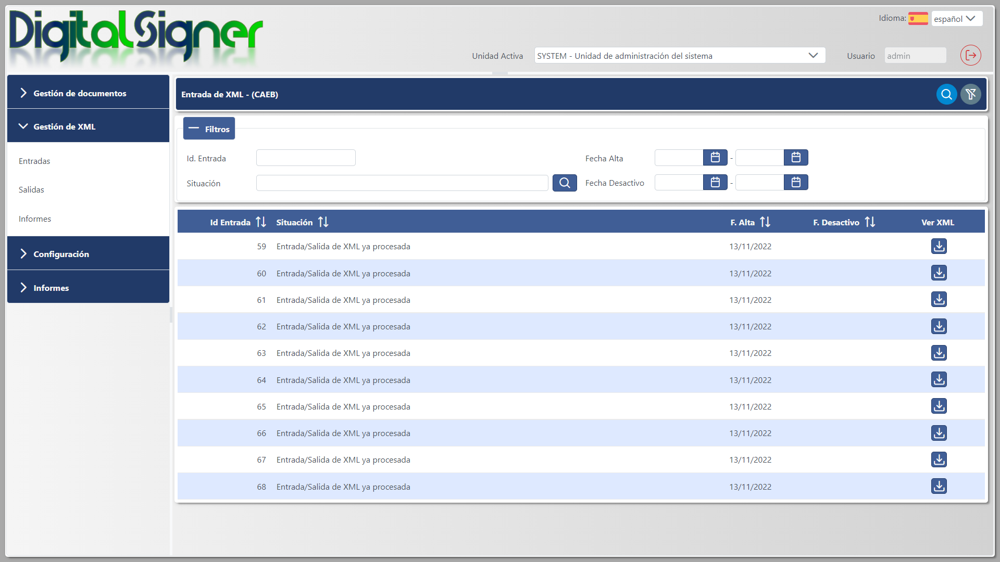 DigitalSigner
Idioma: español
Unidad Activa SYSTEM - Unidad de administración del sistema Usuario admin
Gestión de documentos
Gestión de XML
Entradas
Salidas
Informes
Configuración
Informes
Entrada de XML - (CAEB)
Filtros
Id. Entrada Fecha Alta -
Situación Fecha Desactivo -
Id Entrada Situación F. Alta F. Desactivo Ver XML
59 Entrada/Salida de XML ya procesada 13/11/2022
60 Entrada/Salida de XML ya procesada 13/11/2022
61 Entrada/Salida de XML ya procesada 13/11/2022
62 Entrada/Salida de XML ya procesada 13/11/2022
63 Entrada/Salida de XML ya procesada 13/11/2022
64 Entrada/Salida de XML ya procesada 13/11/2022
65 Entrada/Salida de XML ya procesada 13/11/2022
66 Entrada/Salida de XML ya procesada 13/11/2022
67 Entrada/Salida de XML ya procesada 13/11/2022
68 Entrada/Salida de XML ya procesada 13/11/2022